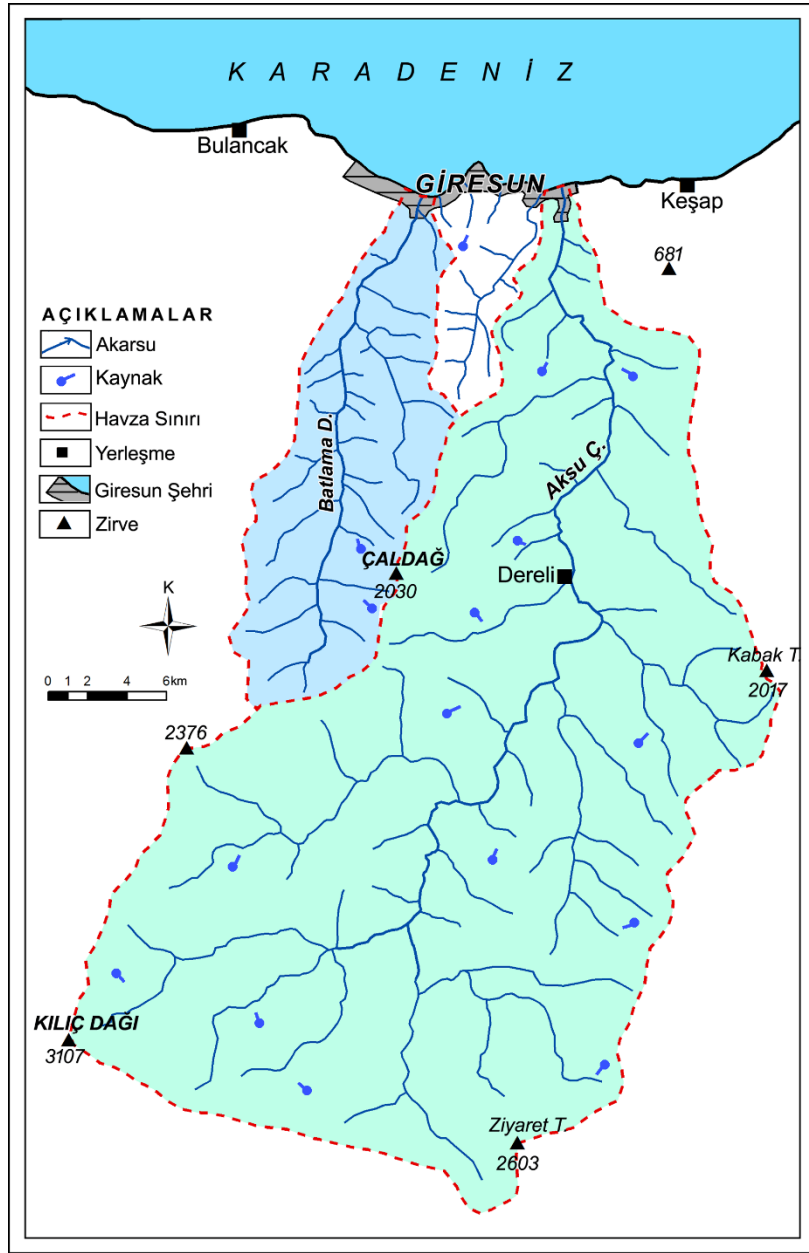 KARADENİZ
Bulancak
GİRESUN
Keşap
681
AÇIKLAMALAR
Akarsu
Kaynak
Havza Sınırı
Yerleşme
Giresun Şehri
Zirve
Batlama D.
Aksu Ç.
ÇALDAĞ
2030
Dereli
K
0 1 2 4 6km
Kabak T.
2017
2376
KILIÇ DAĞI
3107
Ziyaret T.
2603